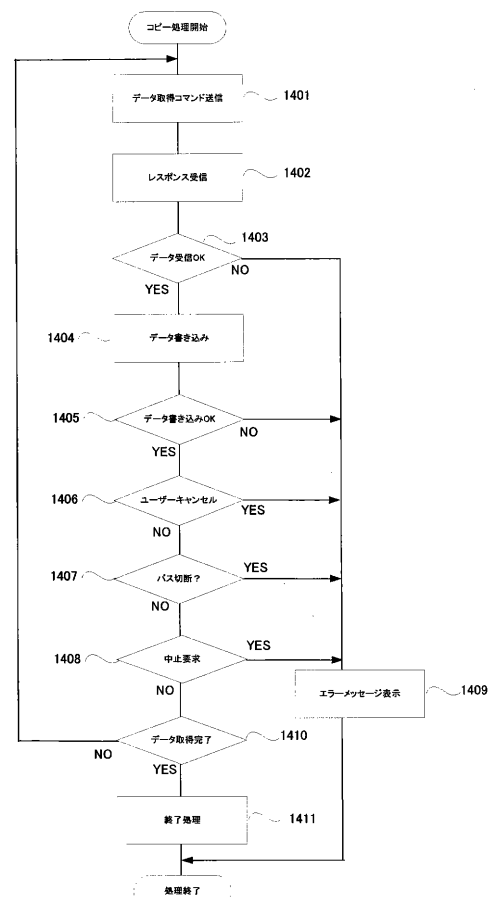 コピー処理開始
データ取得コマンド送信
1401
レスポンス受信
1402
1403
データ受信OK
NO
YES
1404
データ書き込み
1405
データ書き込みOK
NO
YES
1406
ユーザーキャンセル
YES
NO
1407
バス切断？
YES
NO
1408
中止要求
YES
NO
エラーメッセージ表示
1409
データ取得完了
1410
NO
YES
終了処理
1411
処理終了